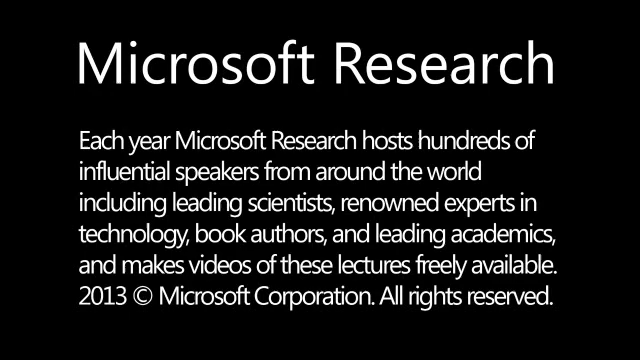 Microsoft Research
Each year Microsoft Research hosts hundreds of
influential speakers from around the world
including leading scientists, renowned experts in
technology, book authors, and leading academics,
and makes videos of these lectures freely available.
2013 © Microsoft Corporation. All rights reserved.